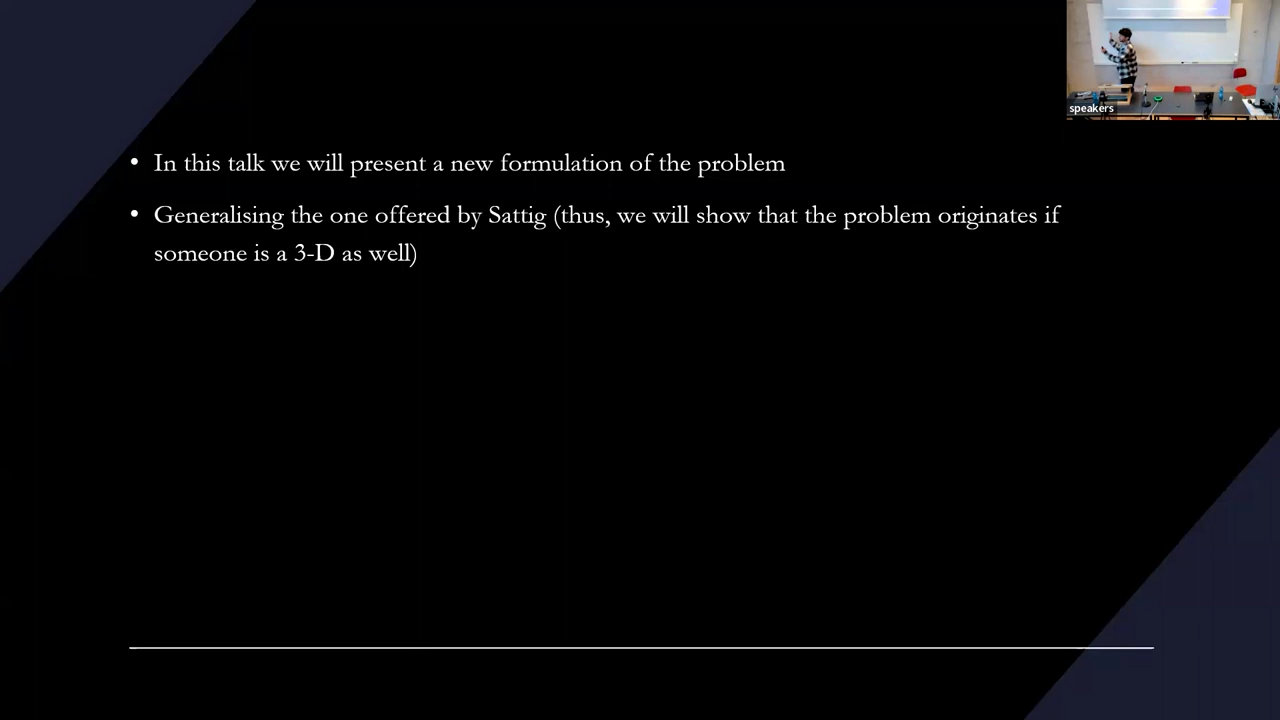 speakers
• In this talk we will present a new formulation of the problem
• Generalising the one offered by Sattig (thus, we will show that the problem originates if
someone is a 3-D as well)